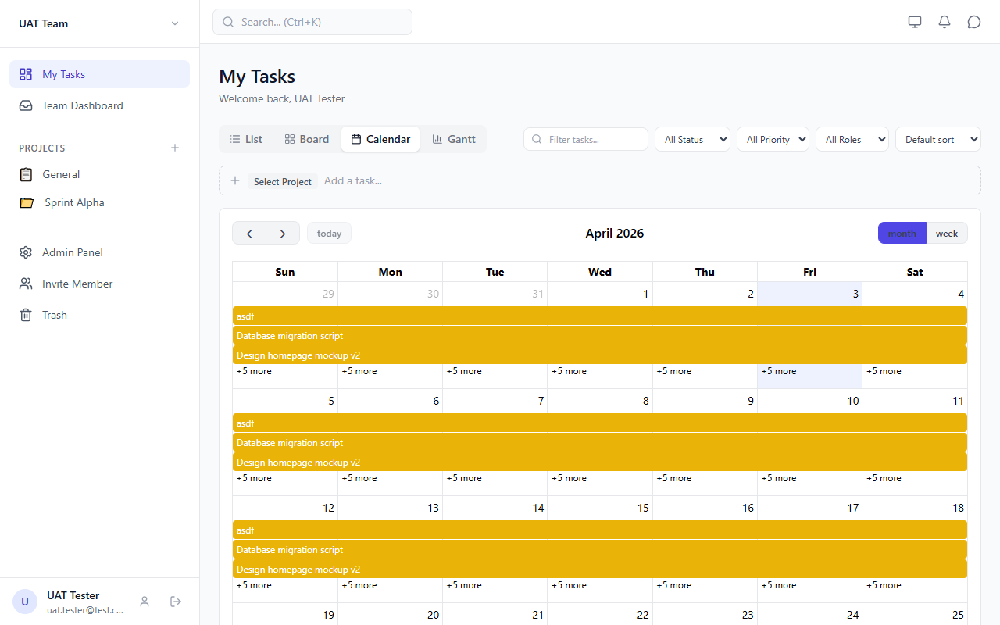 UAT Team
Search... (Ctrl+K)
My Tasks
Team Dashboard
PROJECTS
General
Sprint Alpha
Admin Panel
Invite Member
Trash
U
UAT Tester
uat.tester@test.c...
My Tasks
Welcome back, UAT Tester
List Board Calendar Gantt Filter tasks... All Status All Priority All Roles Default sort
Select Project Add a task...
today April 2026 month week
Sun Mon Tue Wed Thu Fri Sat
29 30 31 1 2 3 4
asdf
Database migration script
Design homepage mockup v2
+5 more +5 more +5 more +5 more +5 more +5 more +5 more
5 6 7 8 9 10 11
asdf
Database migration script
Design homepage mockup v2
+5 more +5 more +5 more +5 more +5 more +5 more +5 more
12 13 14 15 16 17 18
asdf
Database migration script
Design homepage mockup v2
+5 more +5 more +5 more +5 more +5 more +5 more +5 more
19 20 21 22 23 24 25